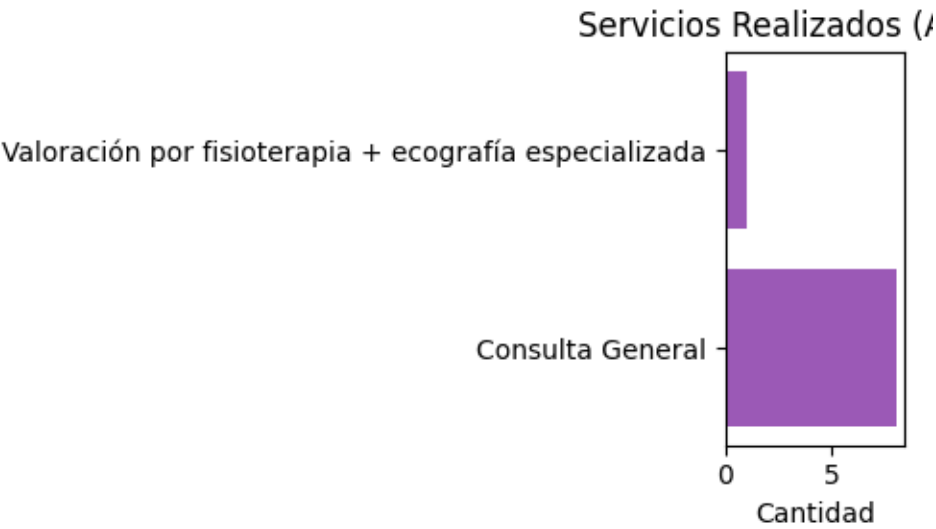 Servicios Realizados (A
Valoración por fisioterapia + ecografía especializada
Consulta General
0 5
Cantidad